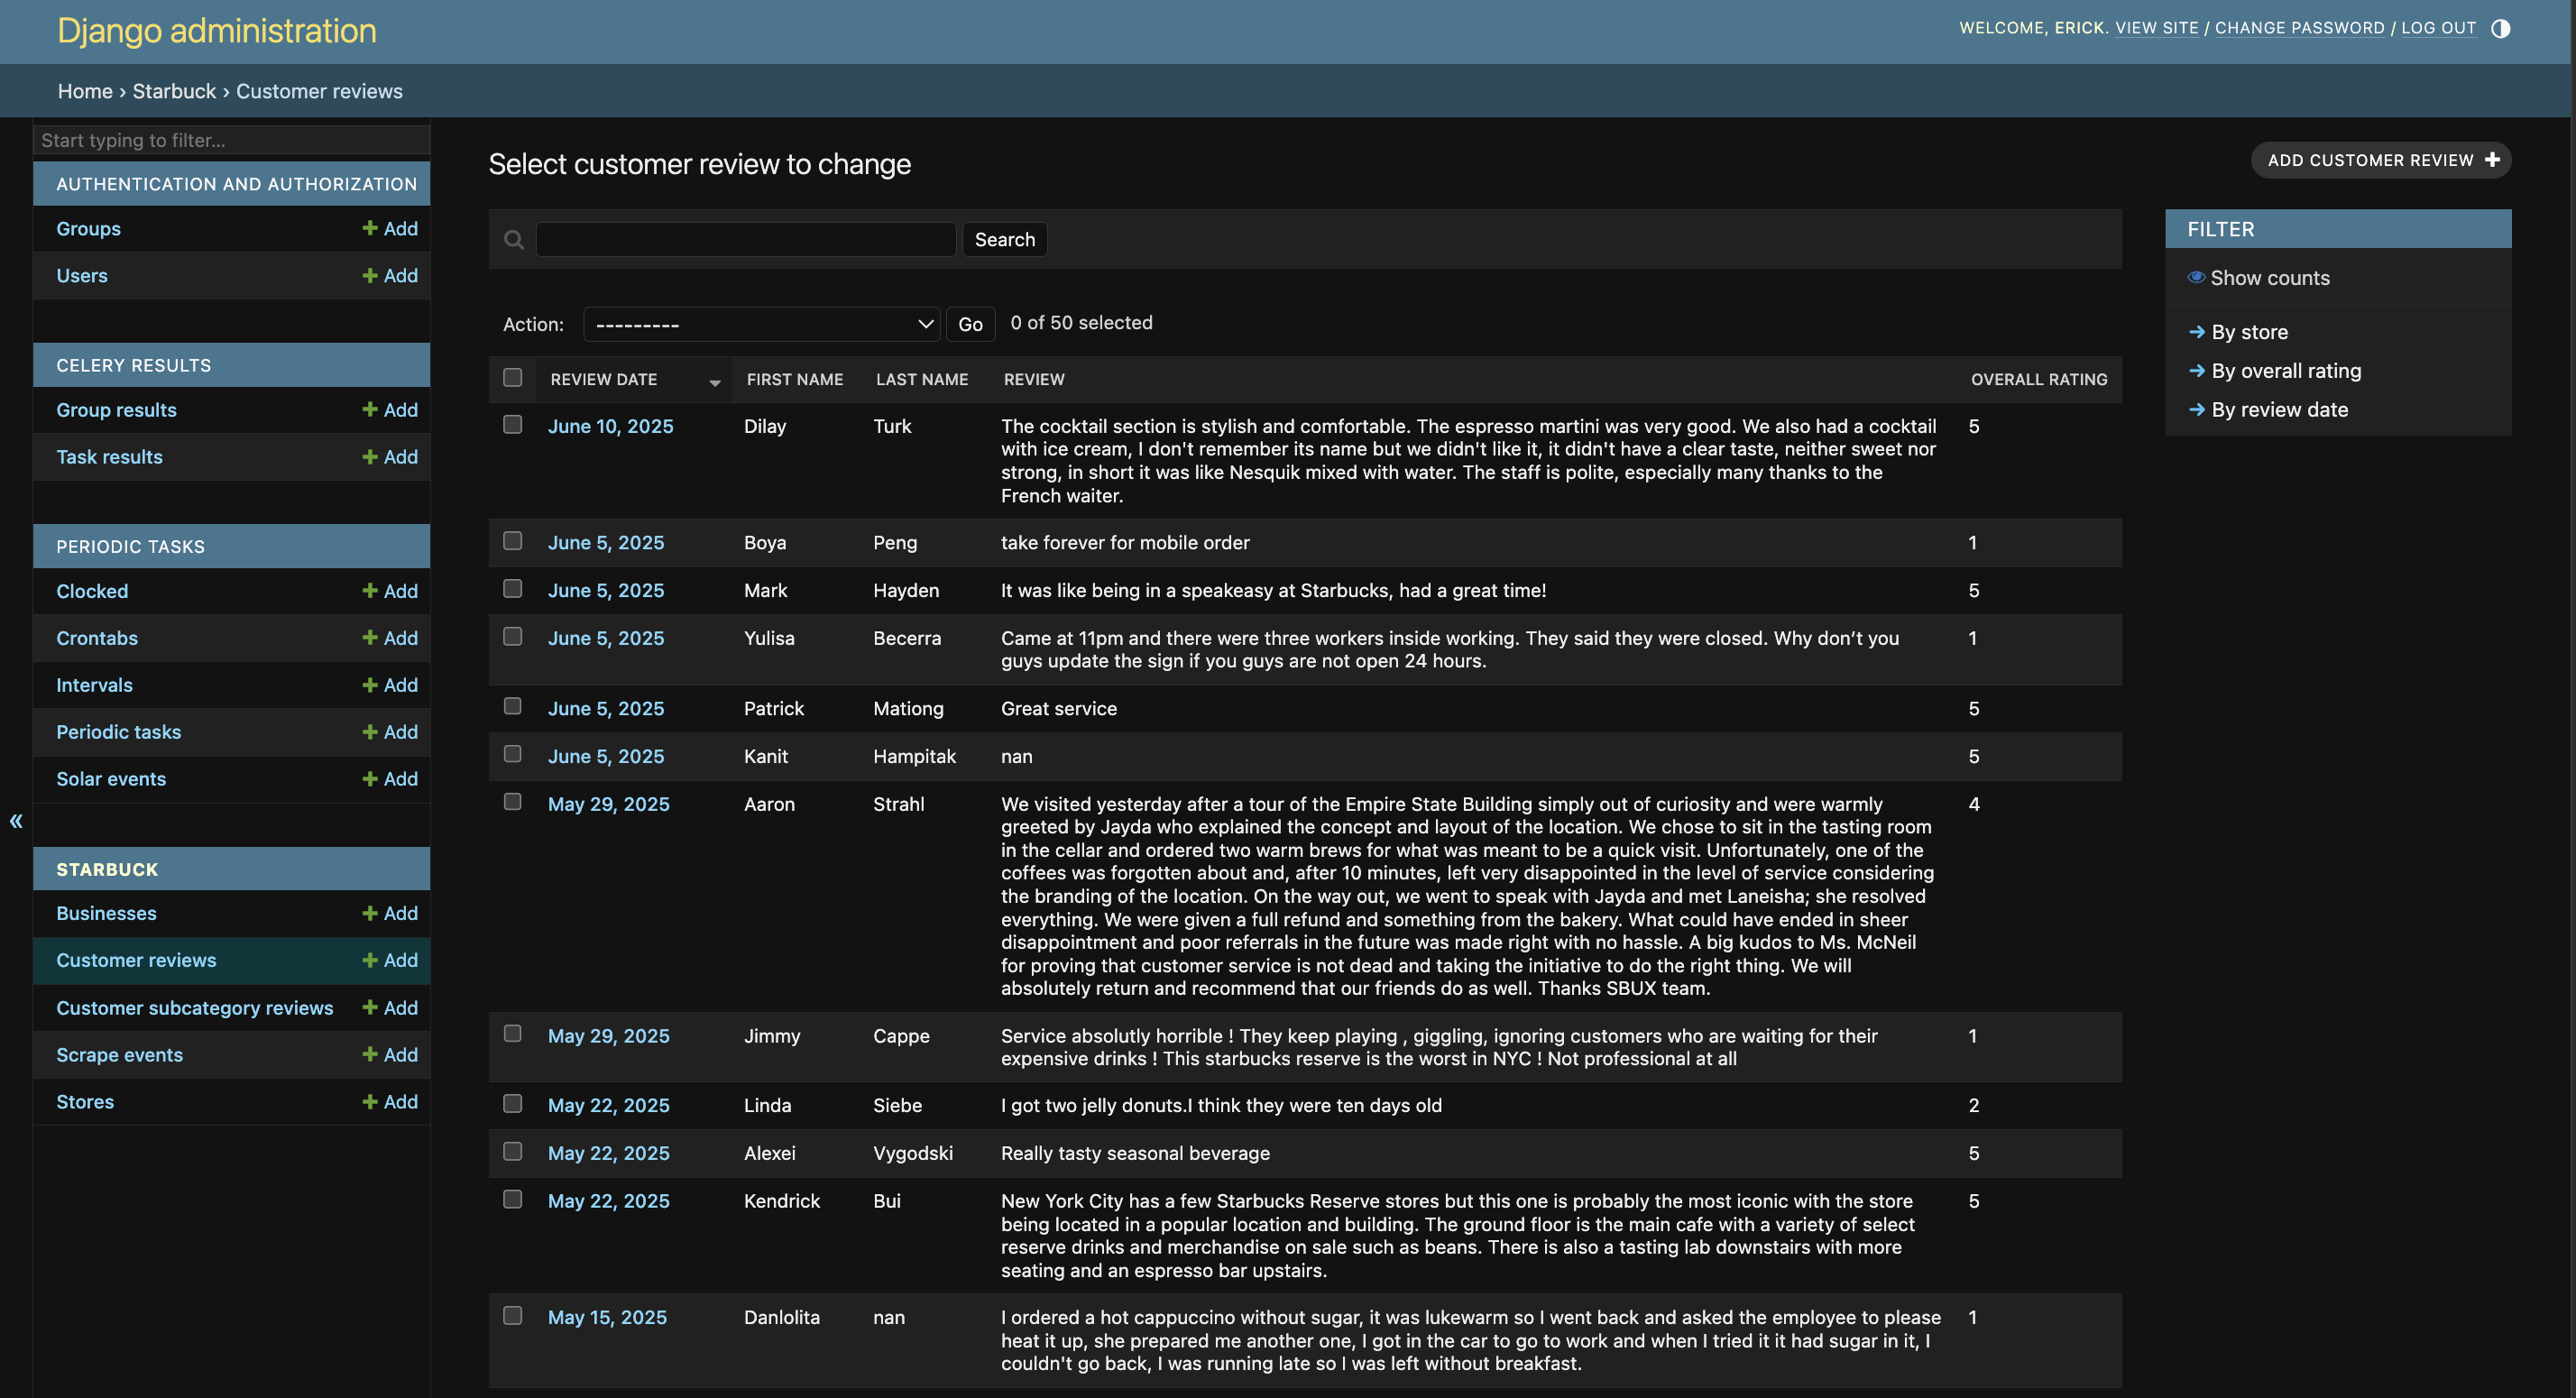 Django administration
WELCOME, ERICK. VIEW SITE / CHANGE PASSWORD / LOG OUT
Home › Starbuck › Customer reviews
Start typing to filter...
AUTHENTICATION AND AUTHORIZATION
Groups + Add
Users + Add
CELERY RESULTS
Group results + Add
Task results + Add
PERIODIC TASKS
Clocked + Add
Crontabs + Add
Intervals + Add
Periodic tasks + Add
Solar events + Add
«
STARBUCK
Businesses + Add
Customer reviews + Add
Customer subcategory reviews + Add
Scrape events + Add
Stores + Add
Select customer review to change
ADD CUSTOMER REVIEW +
Search
Action: --------- Go 0 of 50 selected
REVIEW DATE FIRST NAME LAST NAME REVIEW OVERALL RATING
June 10, 2025 Dilay Turk The cocktail section is stylish and comfortable. The espresso martini was very good. We also had a cocktail 5
with ice cream, I don't remember its name but we didn't like it, it didn't have a clear taste, neither sweet nor
strong, in short it was like Nesquik mixed with water. The staff is polite, especially many thanks to the
French waiter.
June 5, 2025 Boya Peng take forever for mobile order 1
June 5, 2025 Mark Hayden It was like being in a speakeasy at Starbucks, had a great time! 5
June 5, 2025 Yulisa Becerra Came at 11pm and there were three workers inside working. They said they were closed. Why don’t you 1
guys update the sign if you guys are not open 24 hours.
June 5, 2025 Patrick Mationg Great service 5
June 5, 2025 Kanit Hampitak nan 5
May 29, 2025 Aaron Strahl We visited yesterday after a tour of the Empire State Building simply out of curiosity and were warmly 4
greeted by Jayda who explained the concept and layout of the location. We chose to sit in the tasting room
in the cellar and ordered two warm brews for what was meant to be a quick visit. Unfortunately, one of the
coffees was forgotten about and, after 10 minutes, left very disappointed in the level of service considering
the branding of the location. On the way out, we went to speak with Jayda and met Laneisha; she resolved
everything. We were given a full refund and something from the bakery. What could have ended in sheer
disappointment and poor referrals in the future was made right with no hassle. A big kudos to Ms. McNeil
for proving that customer service is not dead and taking the initiative to do the right thing. We will
absolutely return and recommend that our friends do as well. Thanks SBUX team.
May 29, 2025 Jimmy Cappe Service absolutly horrible ! They keep playing , giggling, ignoring customers who are waiting for their 1
expensive drinks ! This starbucks reserve is the worst in NYC ! Not professional at all
May 22, 2025 Linda Siebe I got two jelly donuts.I think they were ten days old 2
May 22, 2025 Alexei Vygodski Really tasty seasonal beverage 5
May 22, 2025 Kendrick Bui New York City has a few Starbucks Reserve stores but this one is probably the most iconic with the store 5
being located in a popular location and building. The ground floor is the main cafe with a variety of select
reserve drinks and merchandise on sale such as beans. There is also a tasting lab downstairs with more
seating and an espresso bar upstairs.
May 15, 2025 Danlolita nan I ordered a hot cappuccino without sugar, it was lukewarm so I went back and asked the employee to please 1
heat it up, she prepared me another one, I got in the car to go to work and when I tried it it had sugar in it, I
couldn't go back, I was running late so I was left without breakfast.
FILTER
Show counts
By store
By overall rating
By review date